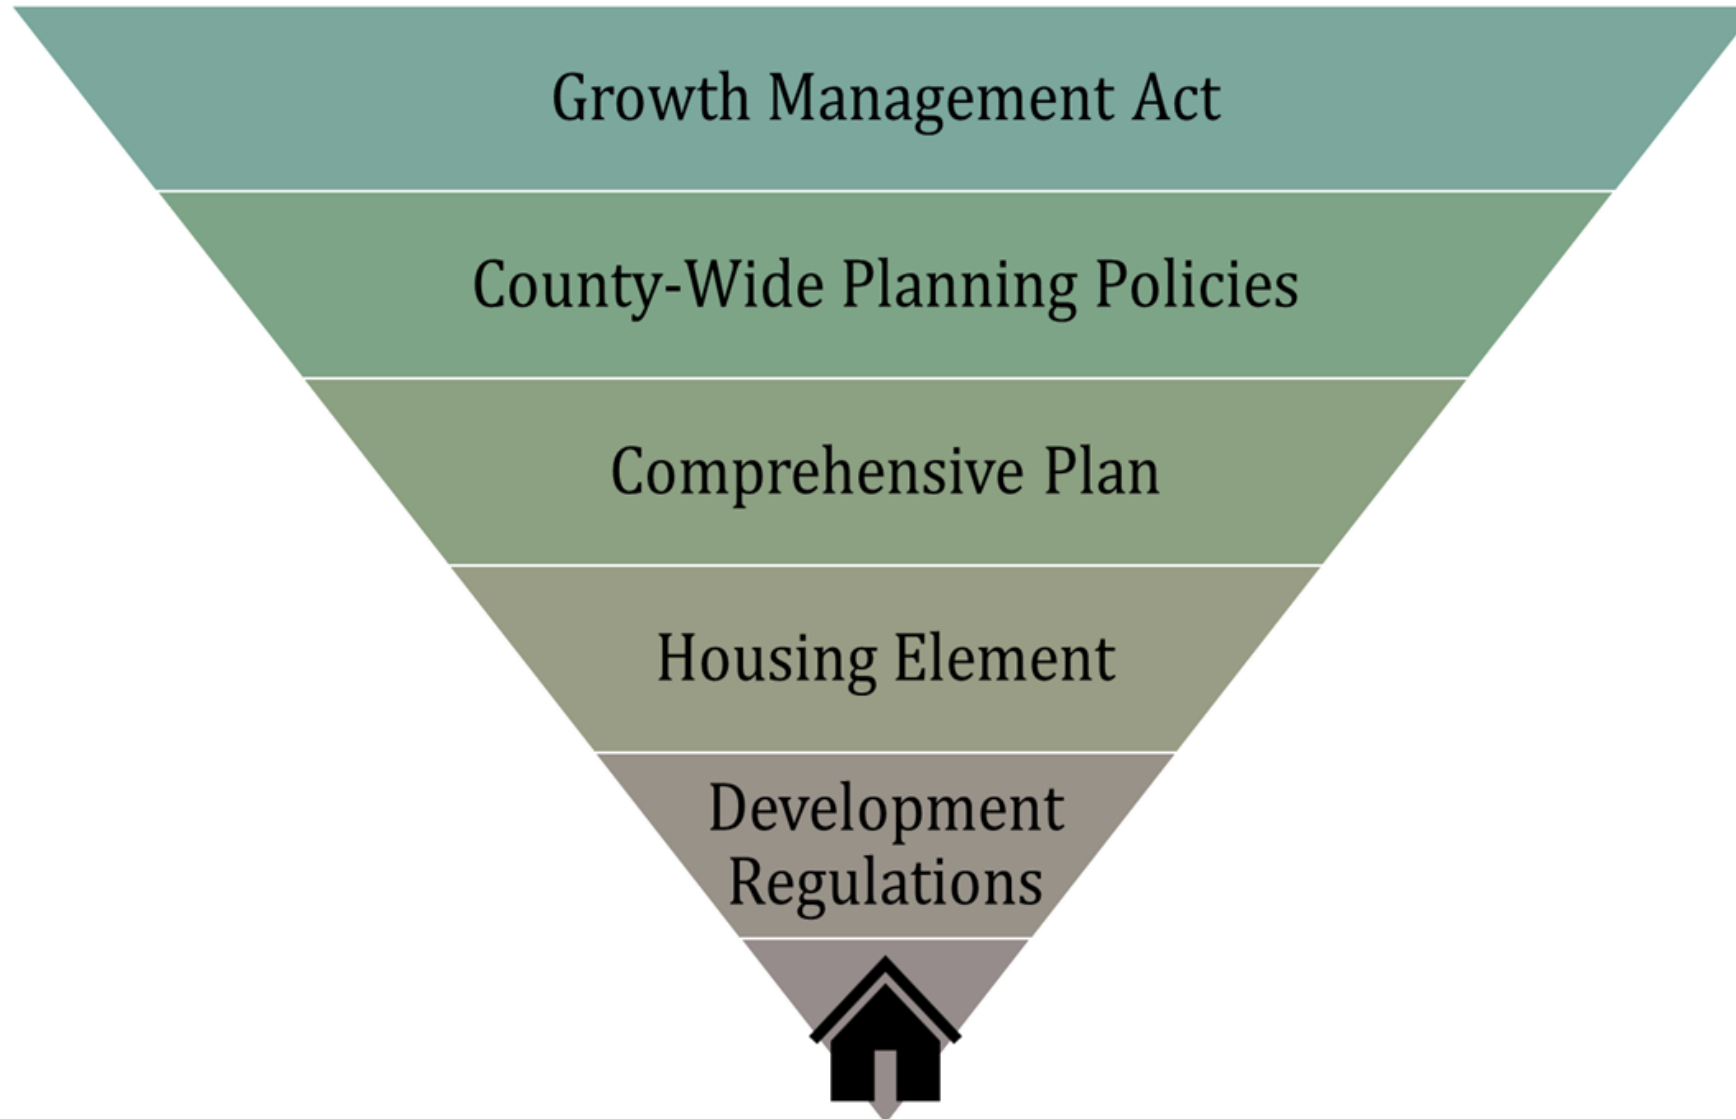 Growth Management Act
County-Wide Planning Policies
Comprehensive Plan
Housing Element
Development
Regulations